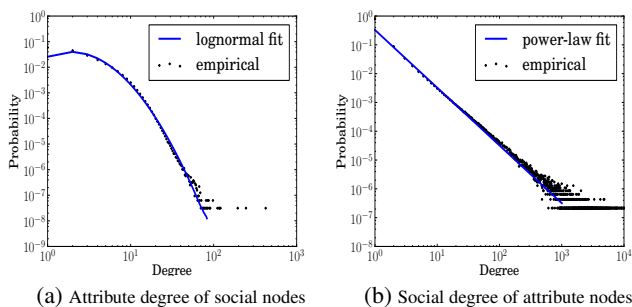 10^0
10^-1
10^-2
10^-3
10^-4
10^-5
10^-6
10^-7
10^-8
10^-9
Probability
lognormal fit
empirical
10^0 10^1 10^2 10^3
Degree
(a) Attribute degree of social nodes
10^0
10^-1
10^-2
10^-3
10^-4
10^-5
10^-6
10^-7
10^-8
Probability
power-law fit
empirical
10^0 10^1 10^2 10^3 10^4
Degree
(b) Social degree of attribute nodes